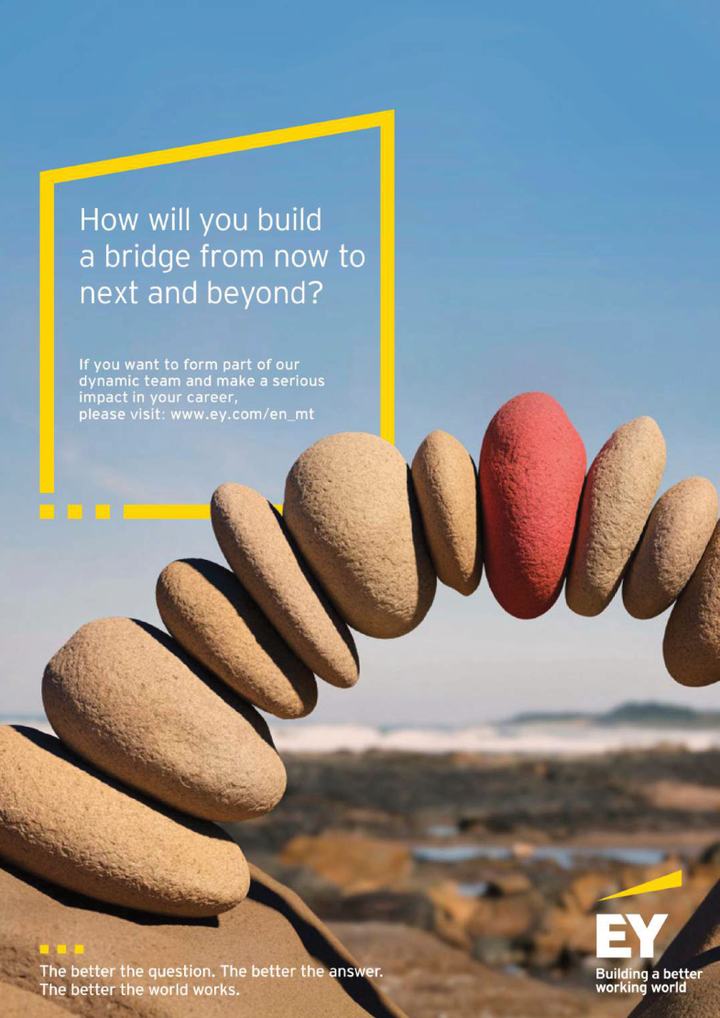 How will you build
a bridge from now to
next and beyond?
If you want to form part of our
dynamic team and make a serious
impact in your career,
please visit: www.ey.com/en_mt
The better the question. The better the answer.
The better the world works.
EY
Building a better
working world